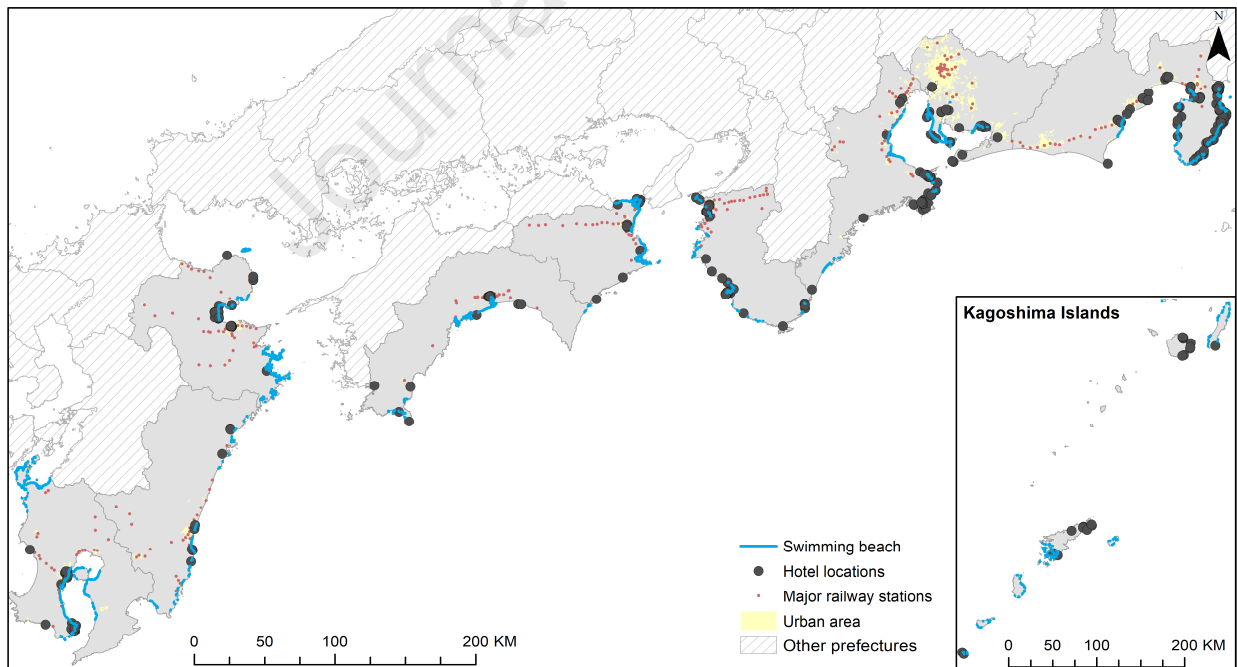 Journa
N
Kagoshima Islands
Swimming beach
Hotel locations
Major railway stations
Urban area
Other prefectures
0 50 100 200 KM
0 50 100 200 KM